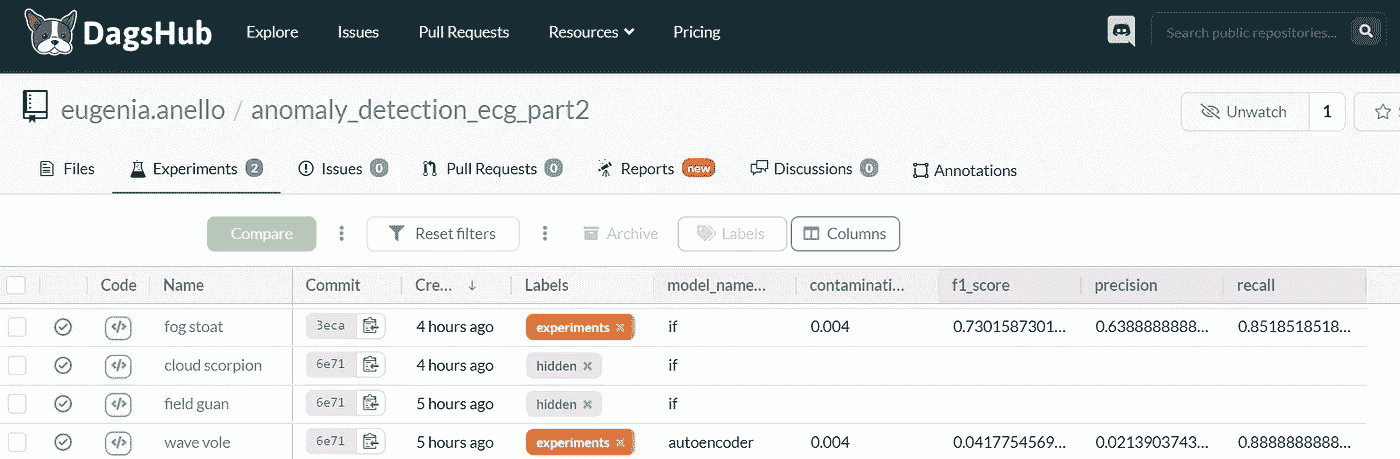 DagsHub Explore Issues Pull Requests Resources Pricing Search public repositories...
eugenia.anello / anomaly_detection_ecg_part2 Unwatch 1
Files Experiments 2 Issues 0 Pull Requests 0 Reports new Discussions 0 Annotations
Compare Reset filters Archive Labels Columns
Code Name Commit Cre... Labels model_name... contaminati... f1_score precision recall
fog stoat 3eca 4 hours ago experiments if 0.004 0.7301587301... 0.6388888888... 0.8518518518...
cloud scorpion 6e71 4 hours ago hidden if
field guan 6e71 5 hours ago hidden if
wave vole 6e71 5 hours ago experiments autoencoder 0.004 0.0417754569... 0.0213903743... 0.8888888888...